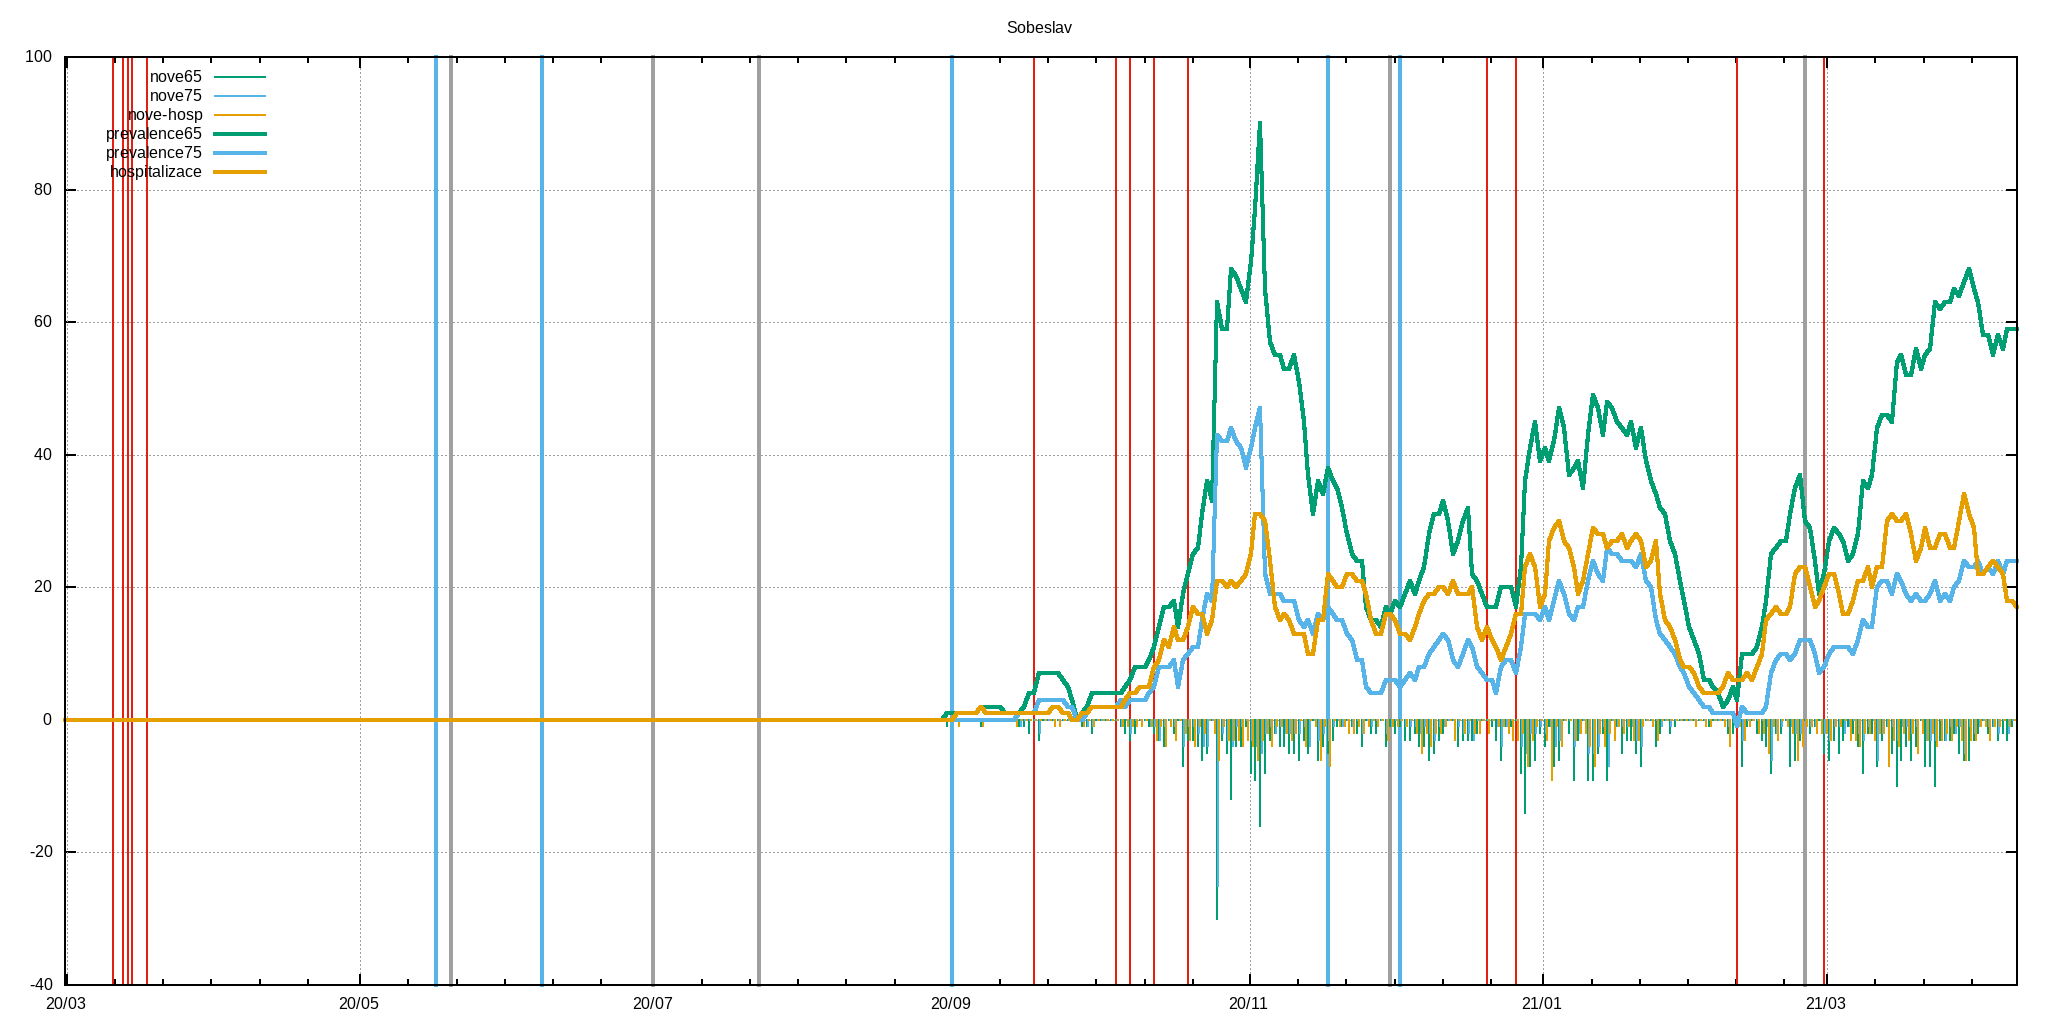 Sobeslav
100
80
60
40
20
0
-20
-40
nove65
nove75
nove-hosp
prevalence65
prevalence75
hospitalizace
20/03 20/05 20/07 20/09 20/11 21/01 21/03